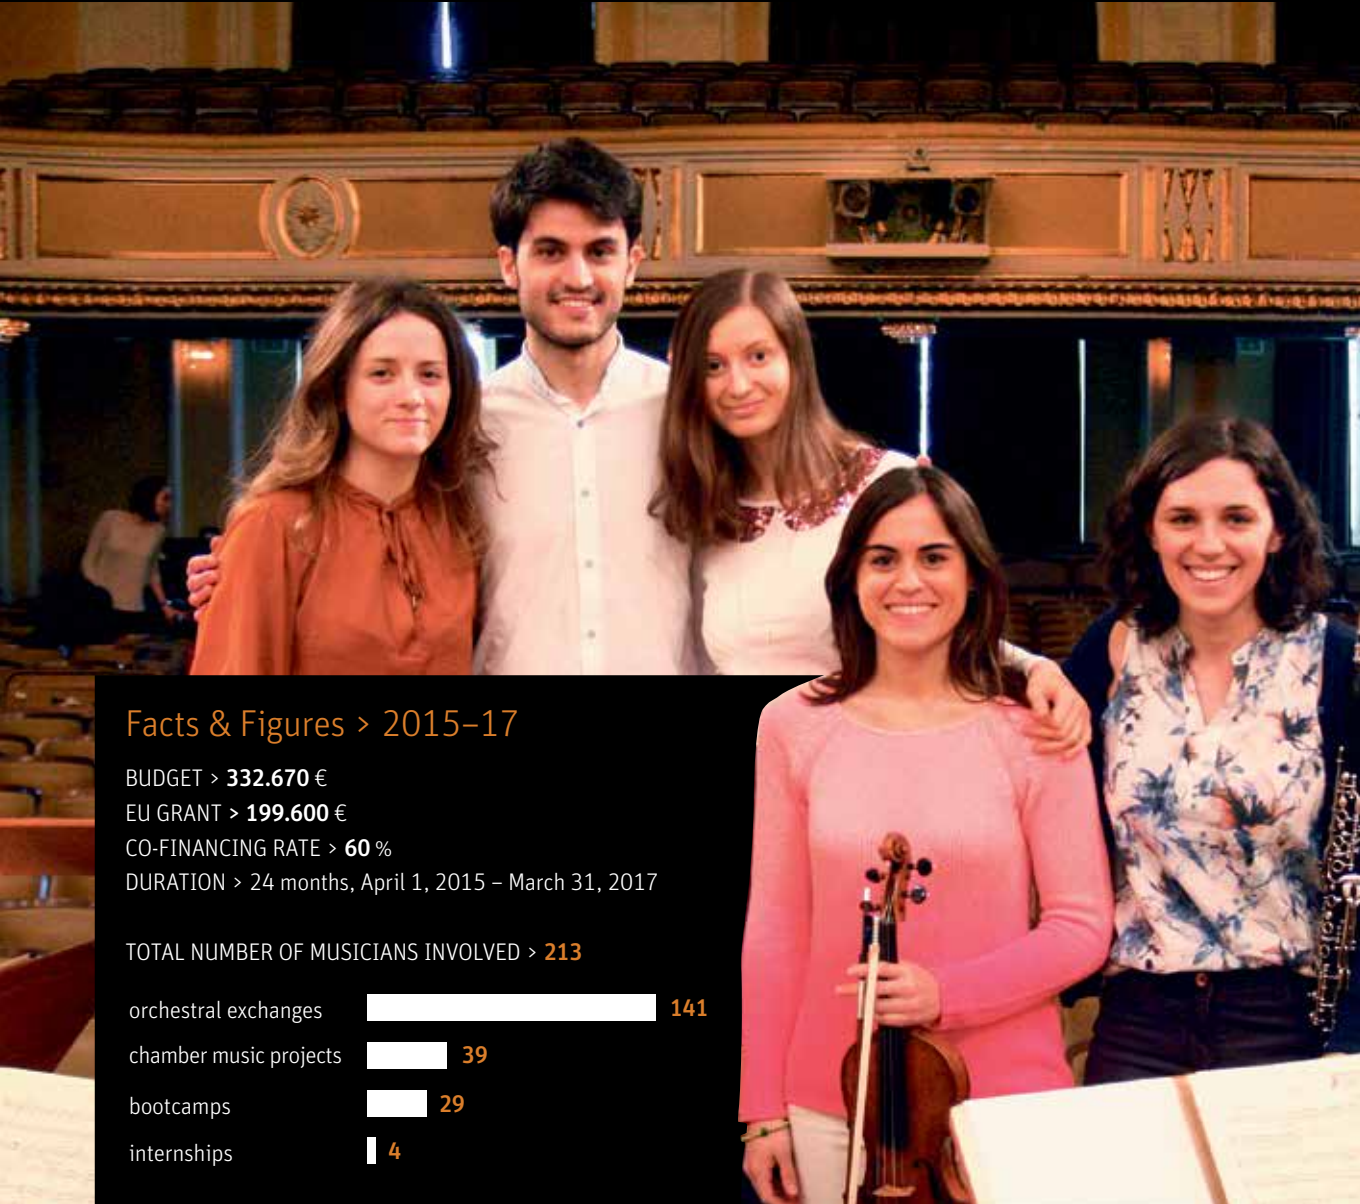 Facts & Figures > 2015–17
BUDGET > 332.670 €
EU GRANT > 199.600 €
CO-FINANCING RATE > 60 %
DURATION > 24 months, April 1, 2015 – March 31, 2017
TOTAL NUMBER OF MUSICIANS INVOLVED > 213
orchestral exchanges 141
chamber music projects 39
bootcamps 29
internships 4